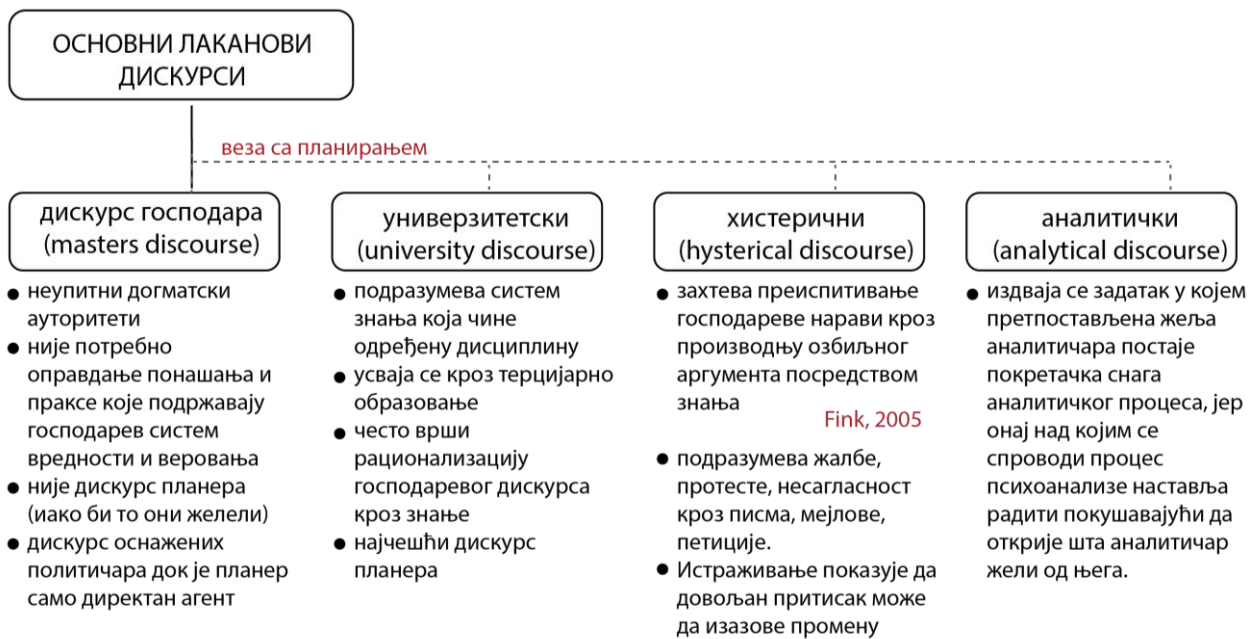 ОСНОВНИ ЛАКАНОВИ
ДИСКУРСИ
веза са планирањем
дискурс господара
(masters discourse)
● неупитни догматски
ауторитети
● није потребно
оправдање понашања и
праксе које подржавају
господарев систем
вредности и веровања
● није дискурс планера
(иако би то они желели)
● дискурс оснажених
политичара док је планер
само директан агент
универзитетски
(university discourse)
● подразумева систем
знања која чине
одређену дисциплину
● усваја се кроз терцијарно
образовање
● често врши
рационализацију
господаревог дискурса
кроз знање
● најчешћи дискурс
планера
хистерични
(hysterical discourse)
● захтева преиспитивање
господареве нарави кроз
производњу озбиљног
аргумента посредством
знања
Fink, 2005
● подразумева жалбе,
протесте, несагласност
кроз писма, мејлове,
петиције.
● Истраживање показује да
довољан притисак може
да изазове промену
аналитички
(analytical discourse)
● издваја се задатак у којем
претпостављена жеља
аналитичара постаје
покретачка снага
аналитичког процеса, јер
онај над којим се
спроводи процес
психоанализе наставља
радити покушавајући да
открије шта аналитичар
жели од њега.